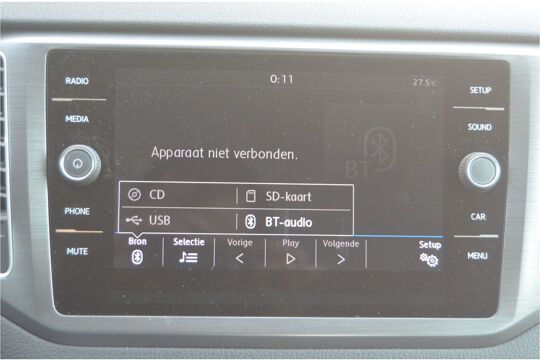 RADIO
MEDIA
PHONE
MUTE
0:11
27.5°C
Apparaat niet verbonden.
BT
CD
SD-kaart
USB
BT-audio
Bron
Selectie
Vorige
Play
Volgende
Setup
SETUP
SOUND
CAR
MENU